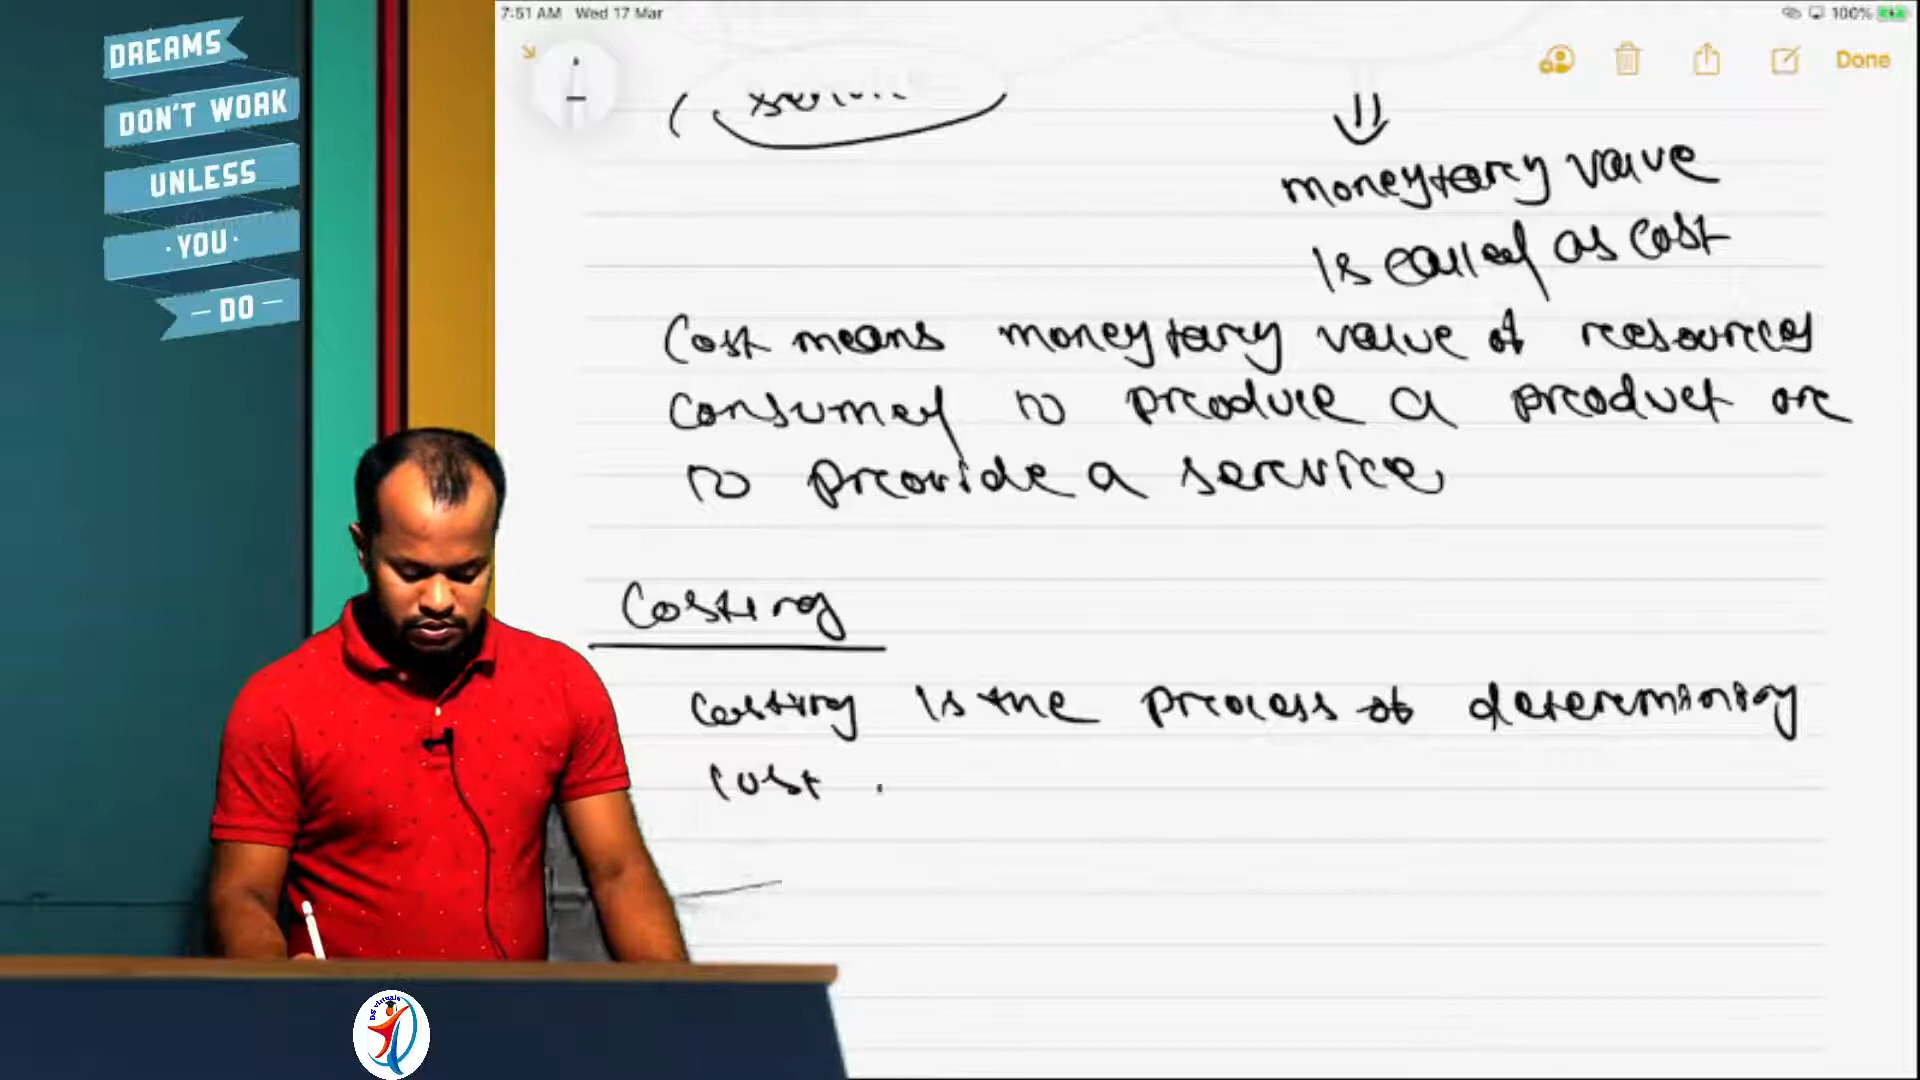 7:51 AM Wed 17 Mar
100%
Done
DREAMS
DON'T WORK
UNLESS
· YOU ·
— DO —
moneytary value
is called as cost
Cost means moneytary value of resources
consumed to produce a product or
to provide a service
Costing
Costing is the process of determining
cost .
DS Virtuals